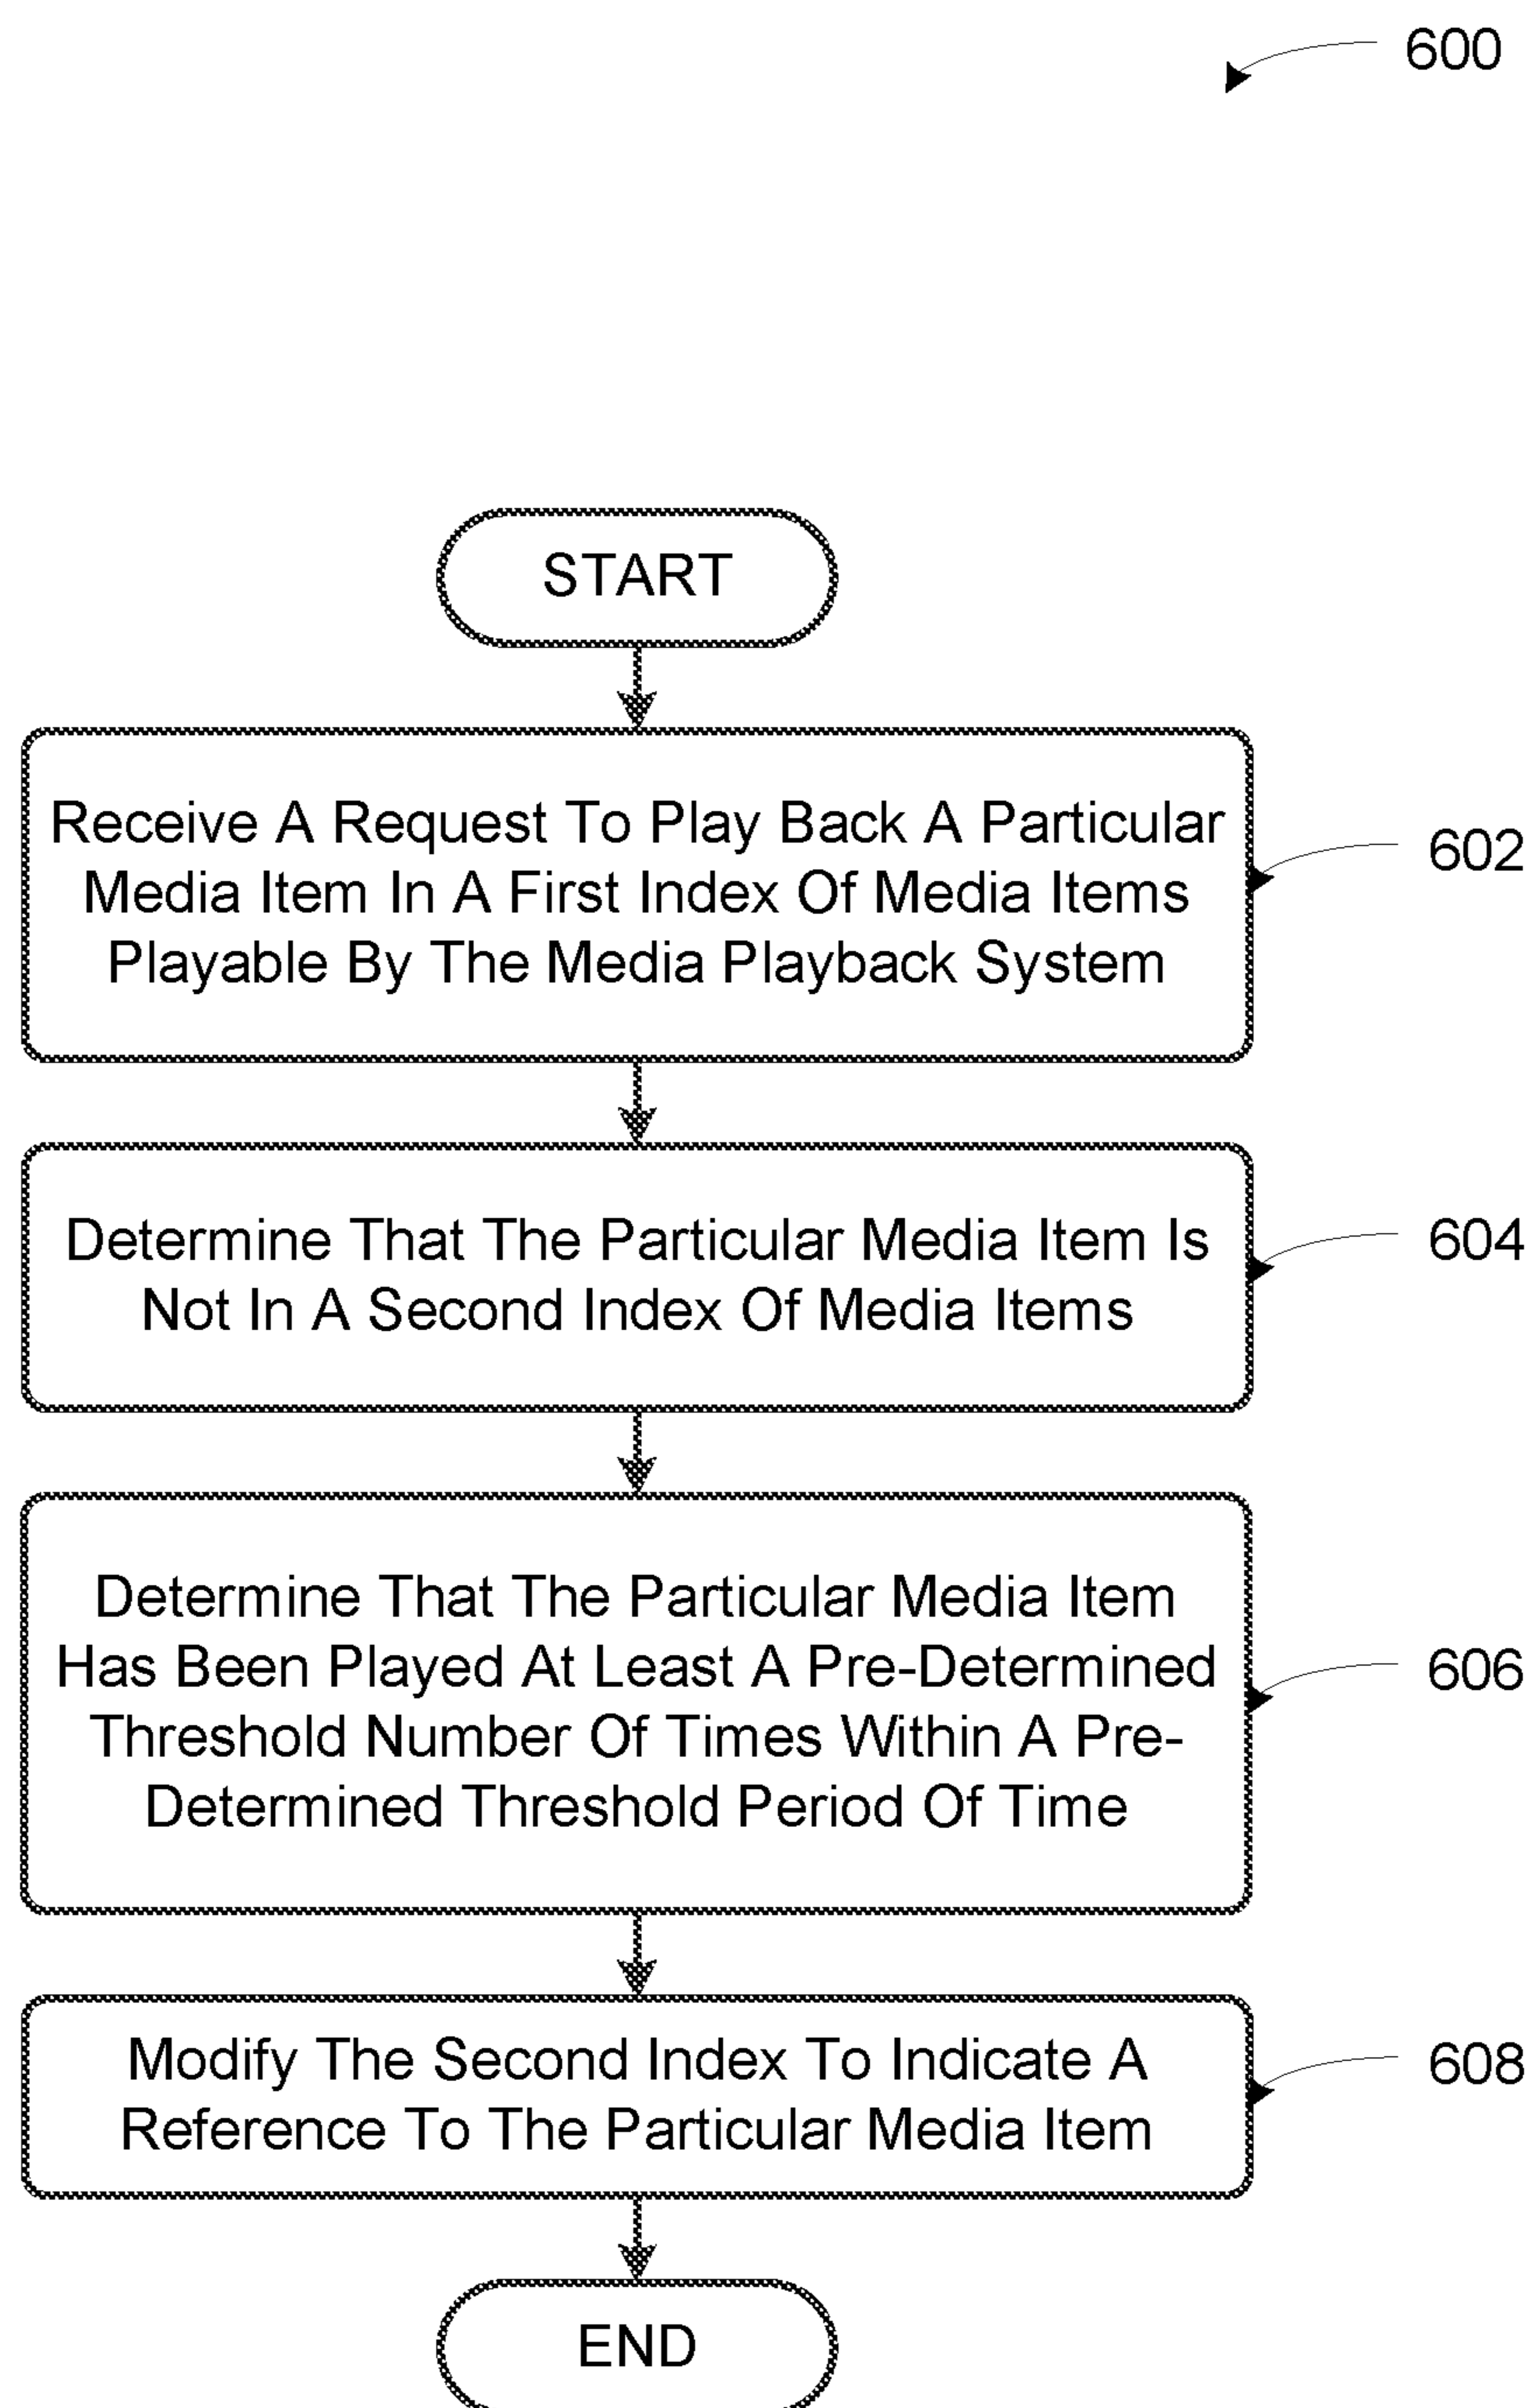 600
START
Receive A Request To Play Back A Particular
Media Item In A First Index Of Media Items
Playable By The Media Playback System
602
Determine That The Particular Media Item Is
Not In A Second Index Of Media Items
604
Determine That The Particular Media Item
Has Been Played At Least A Pre-Determined
Threshold Number Of Times Within A Pre-
Determined Threshold Period Of Time
606
Modify The Second Index To Indicate A
Reference To The Particular Media Item
608
END